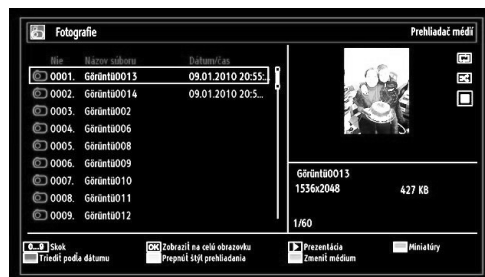 Fotografie
Prehliadač médií
Nie Názov súboru Dátum/čas
0001. Görüntü0013 09.01.2010 20:55:..
0002. Görüntü0014 09.01.2010 20:5...
0003. Görüntü002
0004. Görüntü006
0005. Görüntü008
0006. Görüntü009
0007. Görüntü010
0008. Görüntü011
0009. Görüntü012
Görüntü0013
1536x2048 427 KB
1/60
0...9 Skok
OK Zobraziť na celú obrazovku
Prezentácia
Miniatúry
Triediť podľa dátumu
Prepnúť štýl prehliadania
Zmeniť médium